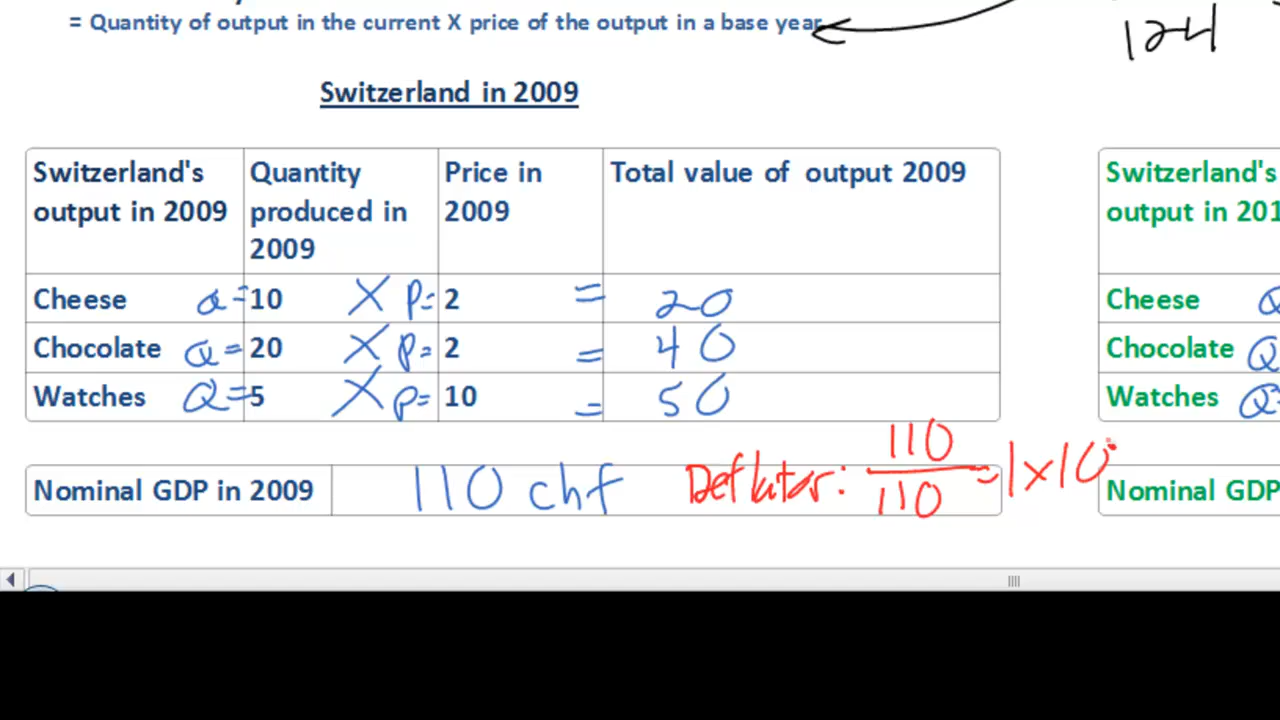 = Quantity of output in the current X price of the output in a base year
124
Switzerland in 2009
Switzerland's output in 2009 Quantity produced in 2009 Price in 2009 Total value of output 2009
Cheese Q= 10 X P= 2 = 20
Chocolate Q= 20 X P= 2 = 40
Watches Q= 5 X P= 10 = 50
Nominal GDP in 2009 110 chf
Deflator: 110/110 = 1 x 10
Switzerland's
output in 201
Cheese Q
Chocolate Q
Watches Q=
Nominal GDP